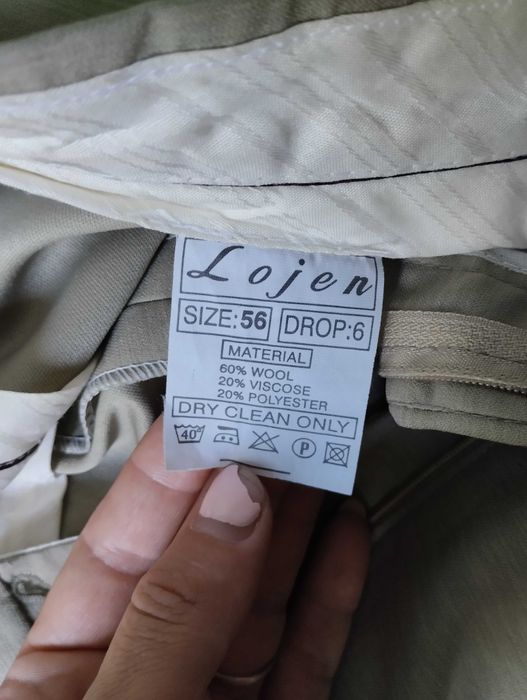 Lojen
SIZE:56 DROP:6
MATERIAL
60% WOOL
20% VISCOSE
20% POLYESTER
DRY CLEAN ONLY
40° P